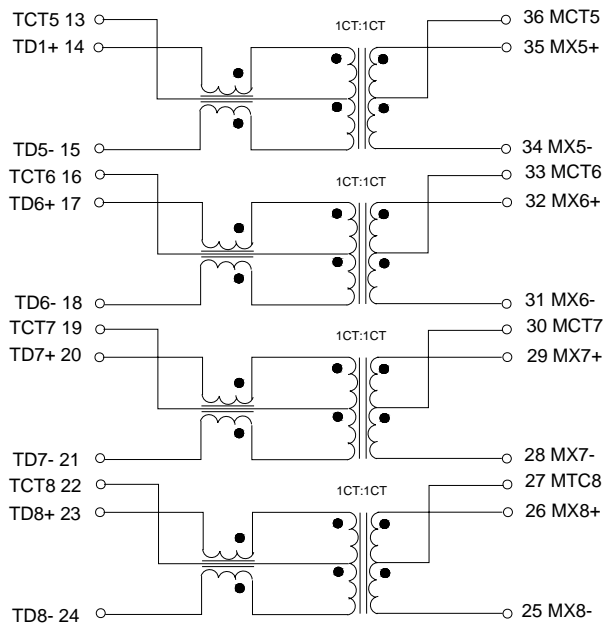 TCT5 13
36 MCT5
1CT:1CT
TD1+ 14
35 MX5+
TD5- 15
34 MX5-
TCT6 16
33 MCT6
TD6+ 17
32 MX6+
1CT:1CT
TD6- 18
31 MX6-
TCT7 19
30 MCT7
1CT:1CT
TD7+ 20
29 MX7+
TD7- 21
28 MX7-
TCT8 22
27 MTC8
1CT:1CT
TD8+ 23
26 MX8+
TD8- 24
25 MX8-